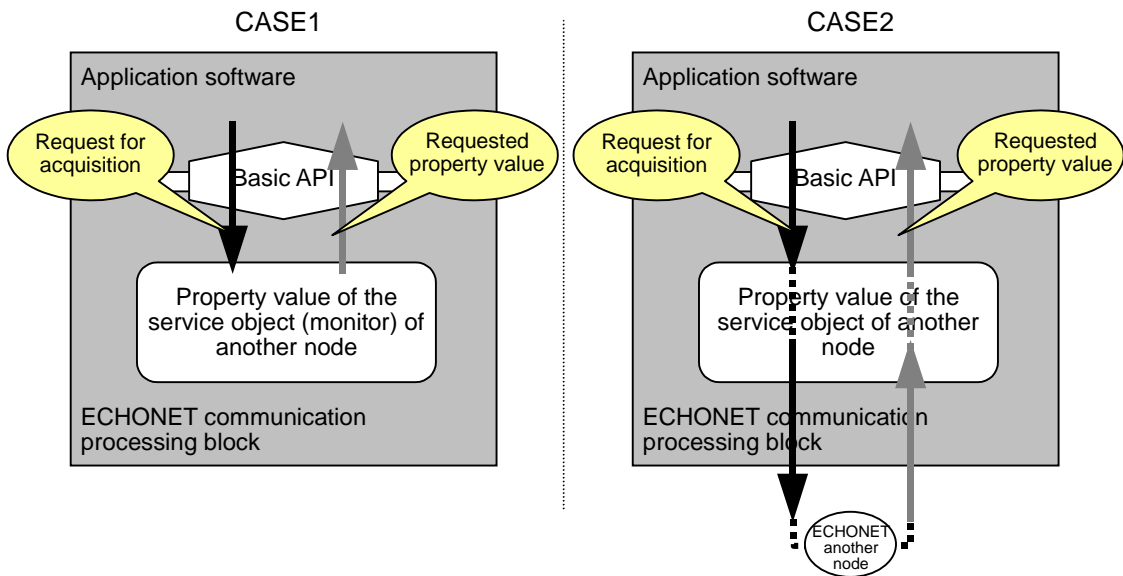 CASE1
Application software
Request for
acquisition
Requested
property value
Basic API
Property value of the
service object (monitor) of
another node
ECHONET communication
processing block
CASE2
Application software
Request for
acquisition
Requested
property value
Basic API
Property value of the
service object of another
node
ECHONET communication
processing block
ECHONET
another
node